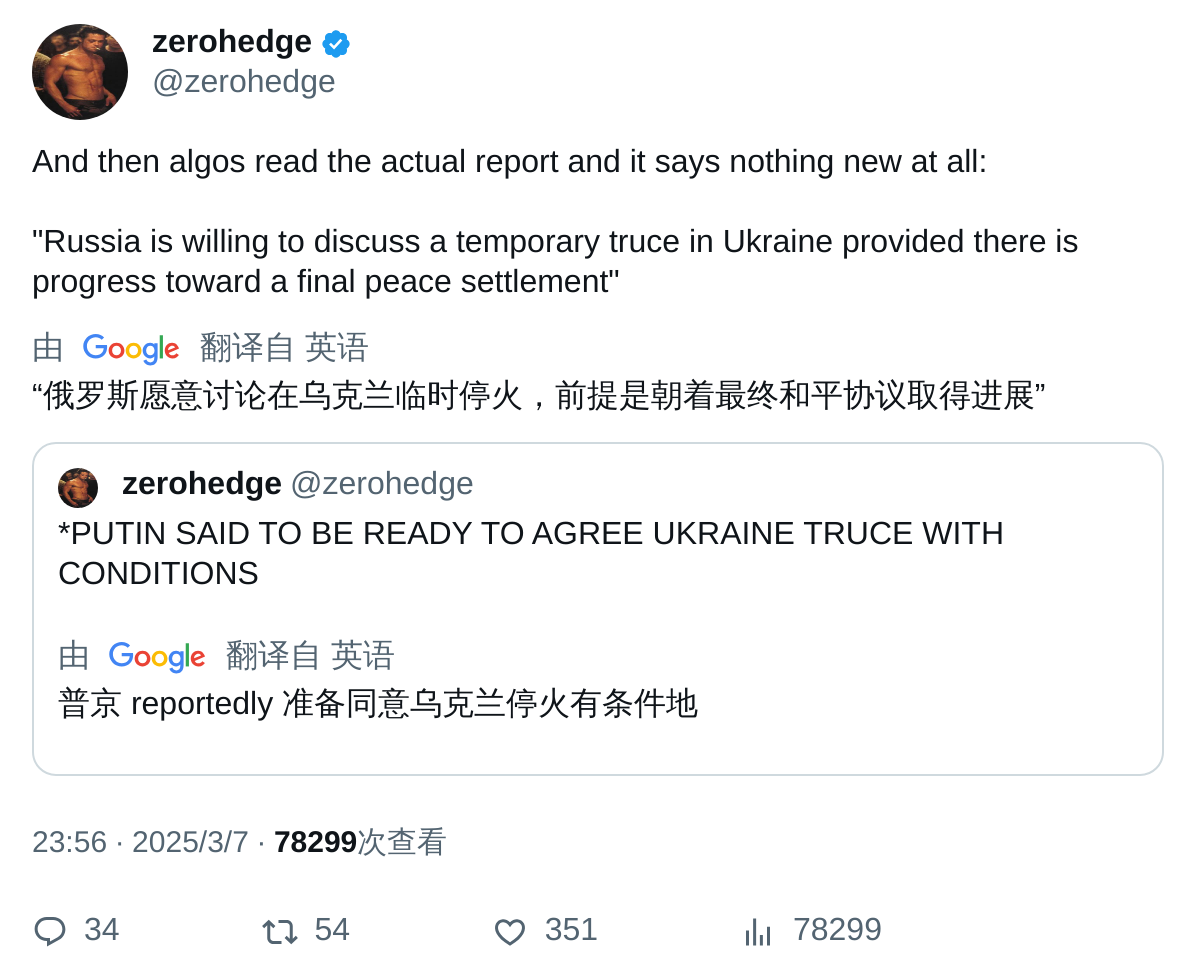 zerohedge
@zerohedge
And then algos read the actual report and it says nothing new at all:
"Russia is willing to discuss a temporary truce in Ukraine provided there is
progress toward a final peace settlement"
由 Google 翻译自 英语
“俄罗斯愿意讨论在乌克兰临时停火，前提是朝着最终和平协议取得进展”
zerohedge @zerohedge
*PUTIN SAID TO BE READY TO AGREE UKRAINE TRUCE WITH
CONDITIONS
由 Google 翻译自 英语
普京 reportedly 准备同意乌克兰停火有条件地
23:56 · 2025/3/7 · 78299次查看
34 54 351 78299